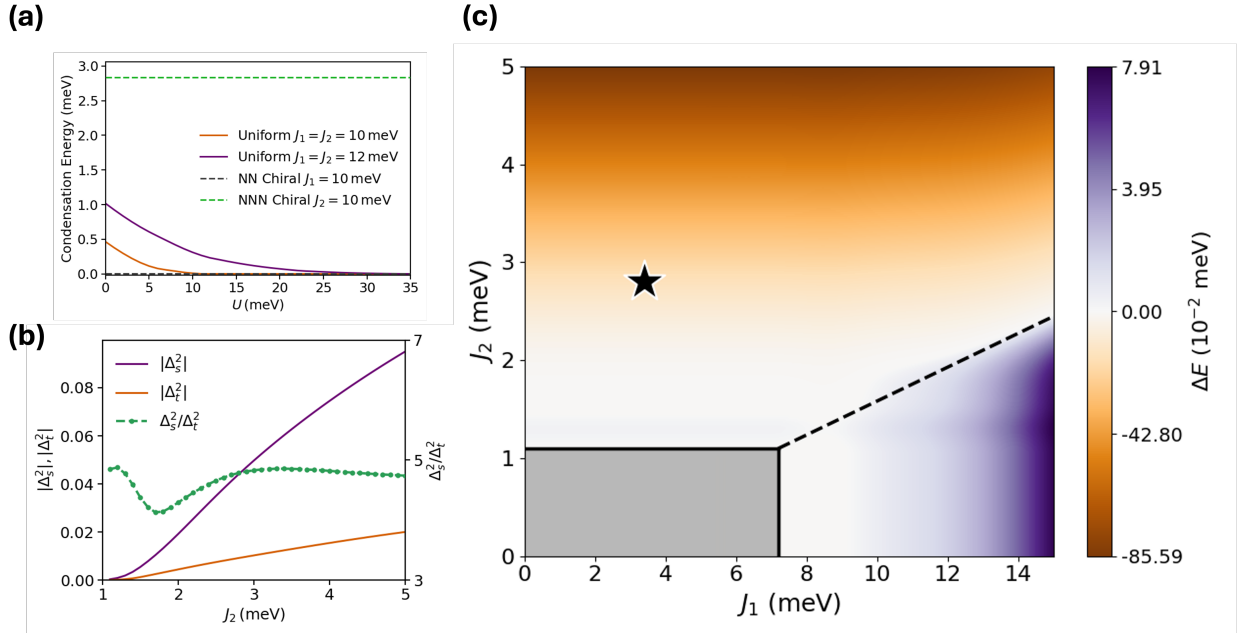 (a)
3.0
2.5
2.0
1.5
1.0
0.5
0.0
Condensation Energy (meV)
Uniform J₁ = J₂ = 10 meV
Uniform J₁ = J₂ = 12 meV
NN Chiral J₁ = 10 meV
NNN Chiral J₂ = 10 meV
0 5 10 15 20 25 30 35
U (meV)
(b)
|Δₛ²|
|Δₜ²|
Δₛ²/Δₜ²
0.08
0.06
0.04
0.02
0.00
|Δₛ²|, |Δₜ²|
7
5
3
Δₛ²/Δₜ²
1 2 3 4 5
J₂ (meV)
(c)
5
4
3
2
1
0
J₂ (meV)
0 2 4 6 8 10 12 14
J₁ (meV)
7.91
3.95
0.00
-42.80
-85.59
ΔE (10⁻² meV)